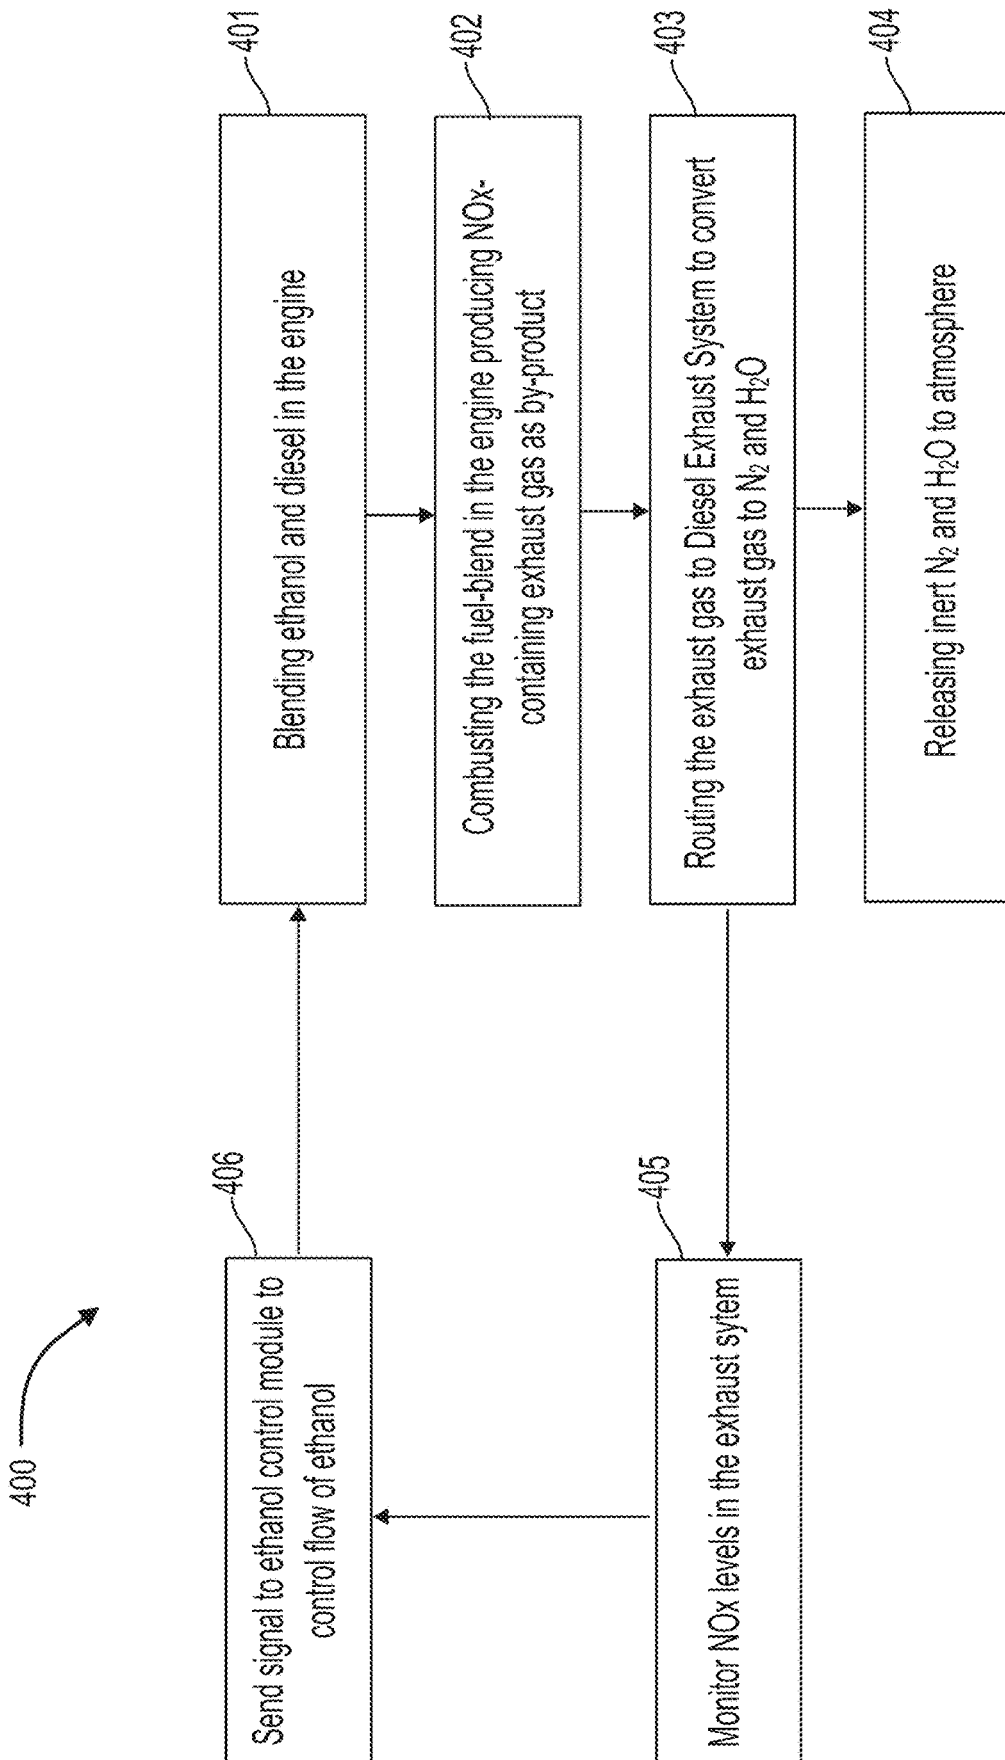 400
406
Send signal to ethanol control module to
control flow of ethanol
405
Monitor NOx levels in the exhaust sytem
401
Blending ethanol and diesel in the engine
402
Combusting the fuel-blend in the engine producing NOx-
containing exhaust gas as by-product
403
Routing the exhaust gas to Diesel Exhaust System to convert
exhaust gas to N₂ and H₂O
404
Releasing inert N₂ and H₂O to atmosphere